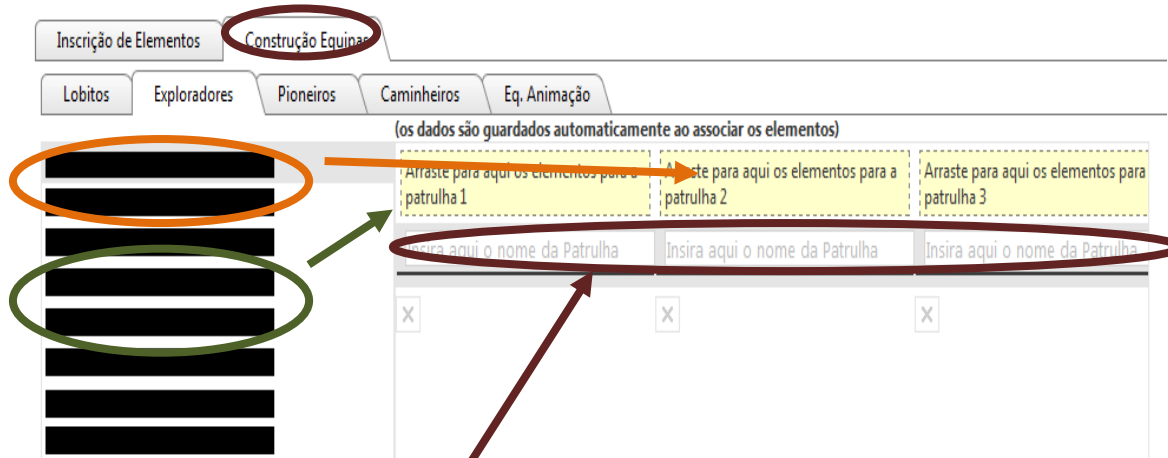 Inscrição de Elementos Construção Equipas
Lobitos Exploradores Pioneiros Caminheiros Eq. Animação
(os dados são guardados automaticamente ao associar os elementos)
Arraste para aqui os elementos para a Arraste para aqui os elementos para a Arraste para aqui os elementos para
patrulha 1 patrulha 2 patrulha 3
Insira aqui o nome da Patrulha Insira aqui o nome da Patrulha Insira aqui o nome da Patrulha
X X X